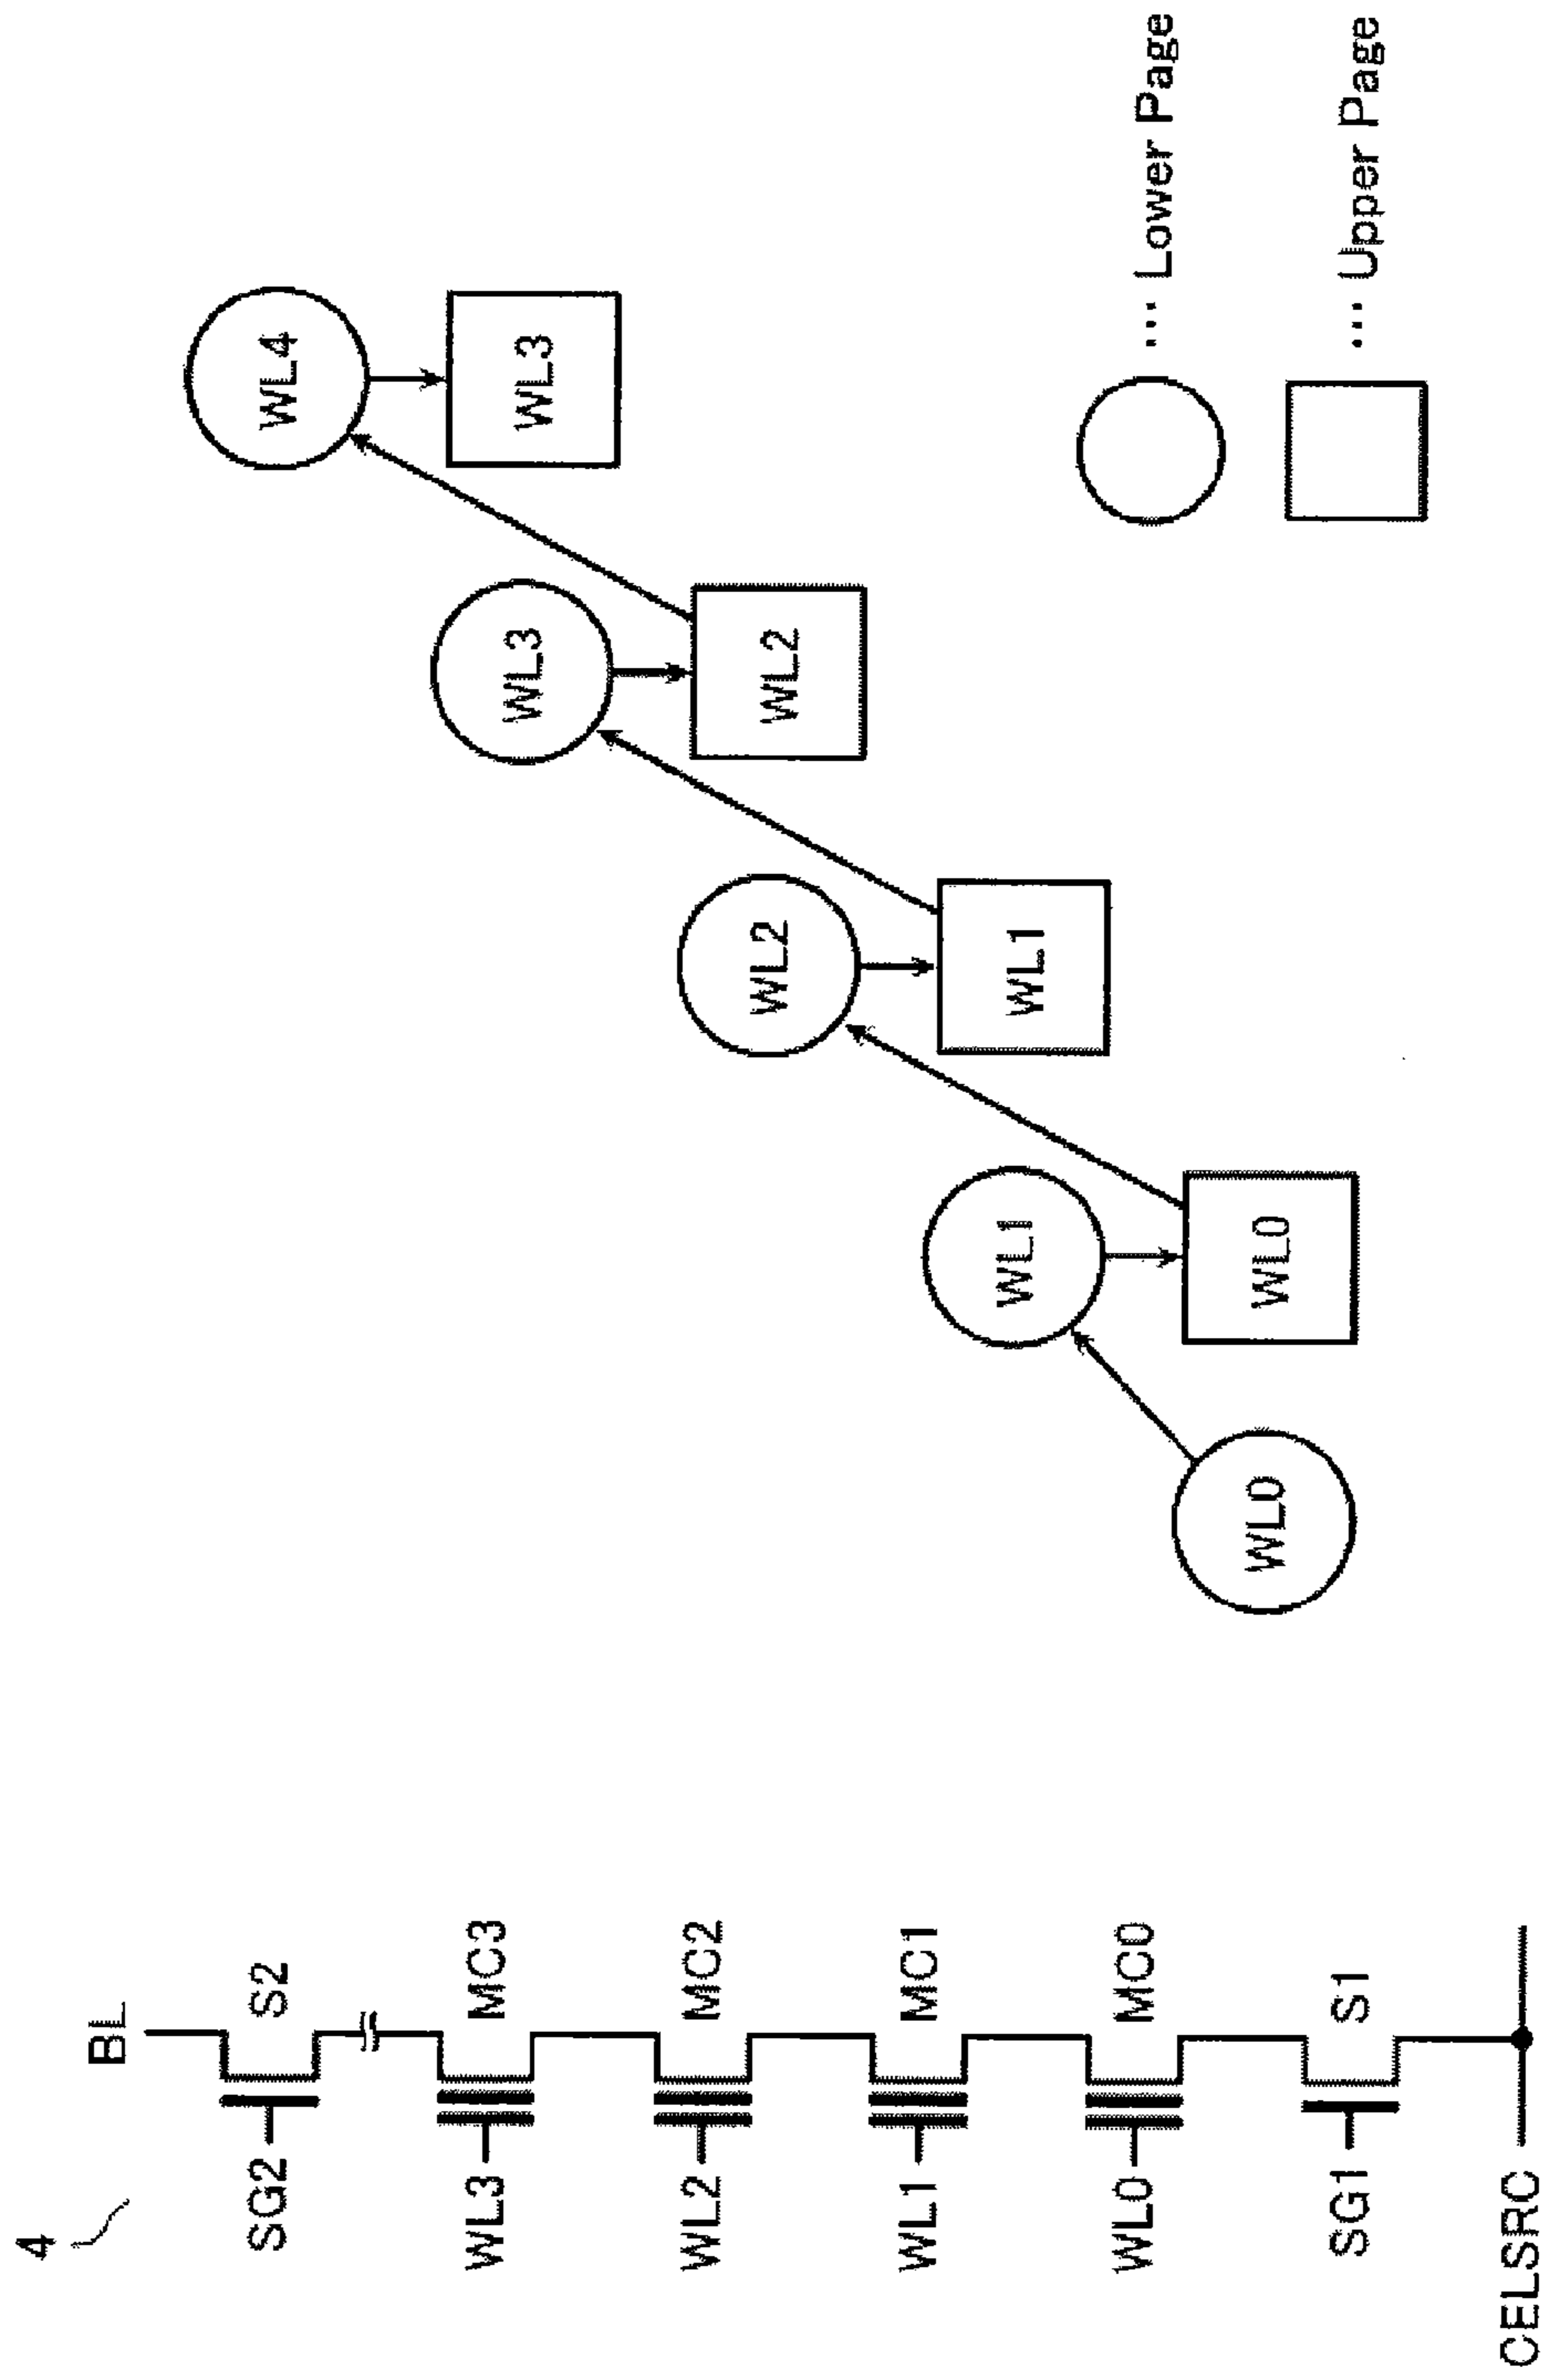 4
BL
SG2
S2
WL3
MC3
WL2
MC2
WL1
MC1
WL0
MC0
SG1
S1
CELSRC
WL0
WL1
WL0
WL2
WL1
WL3
WL2
WL4
WL3
... Lower Page
... Upper Page